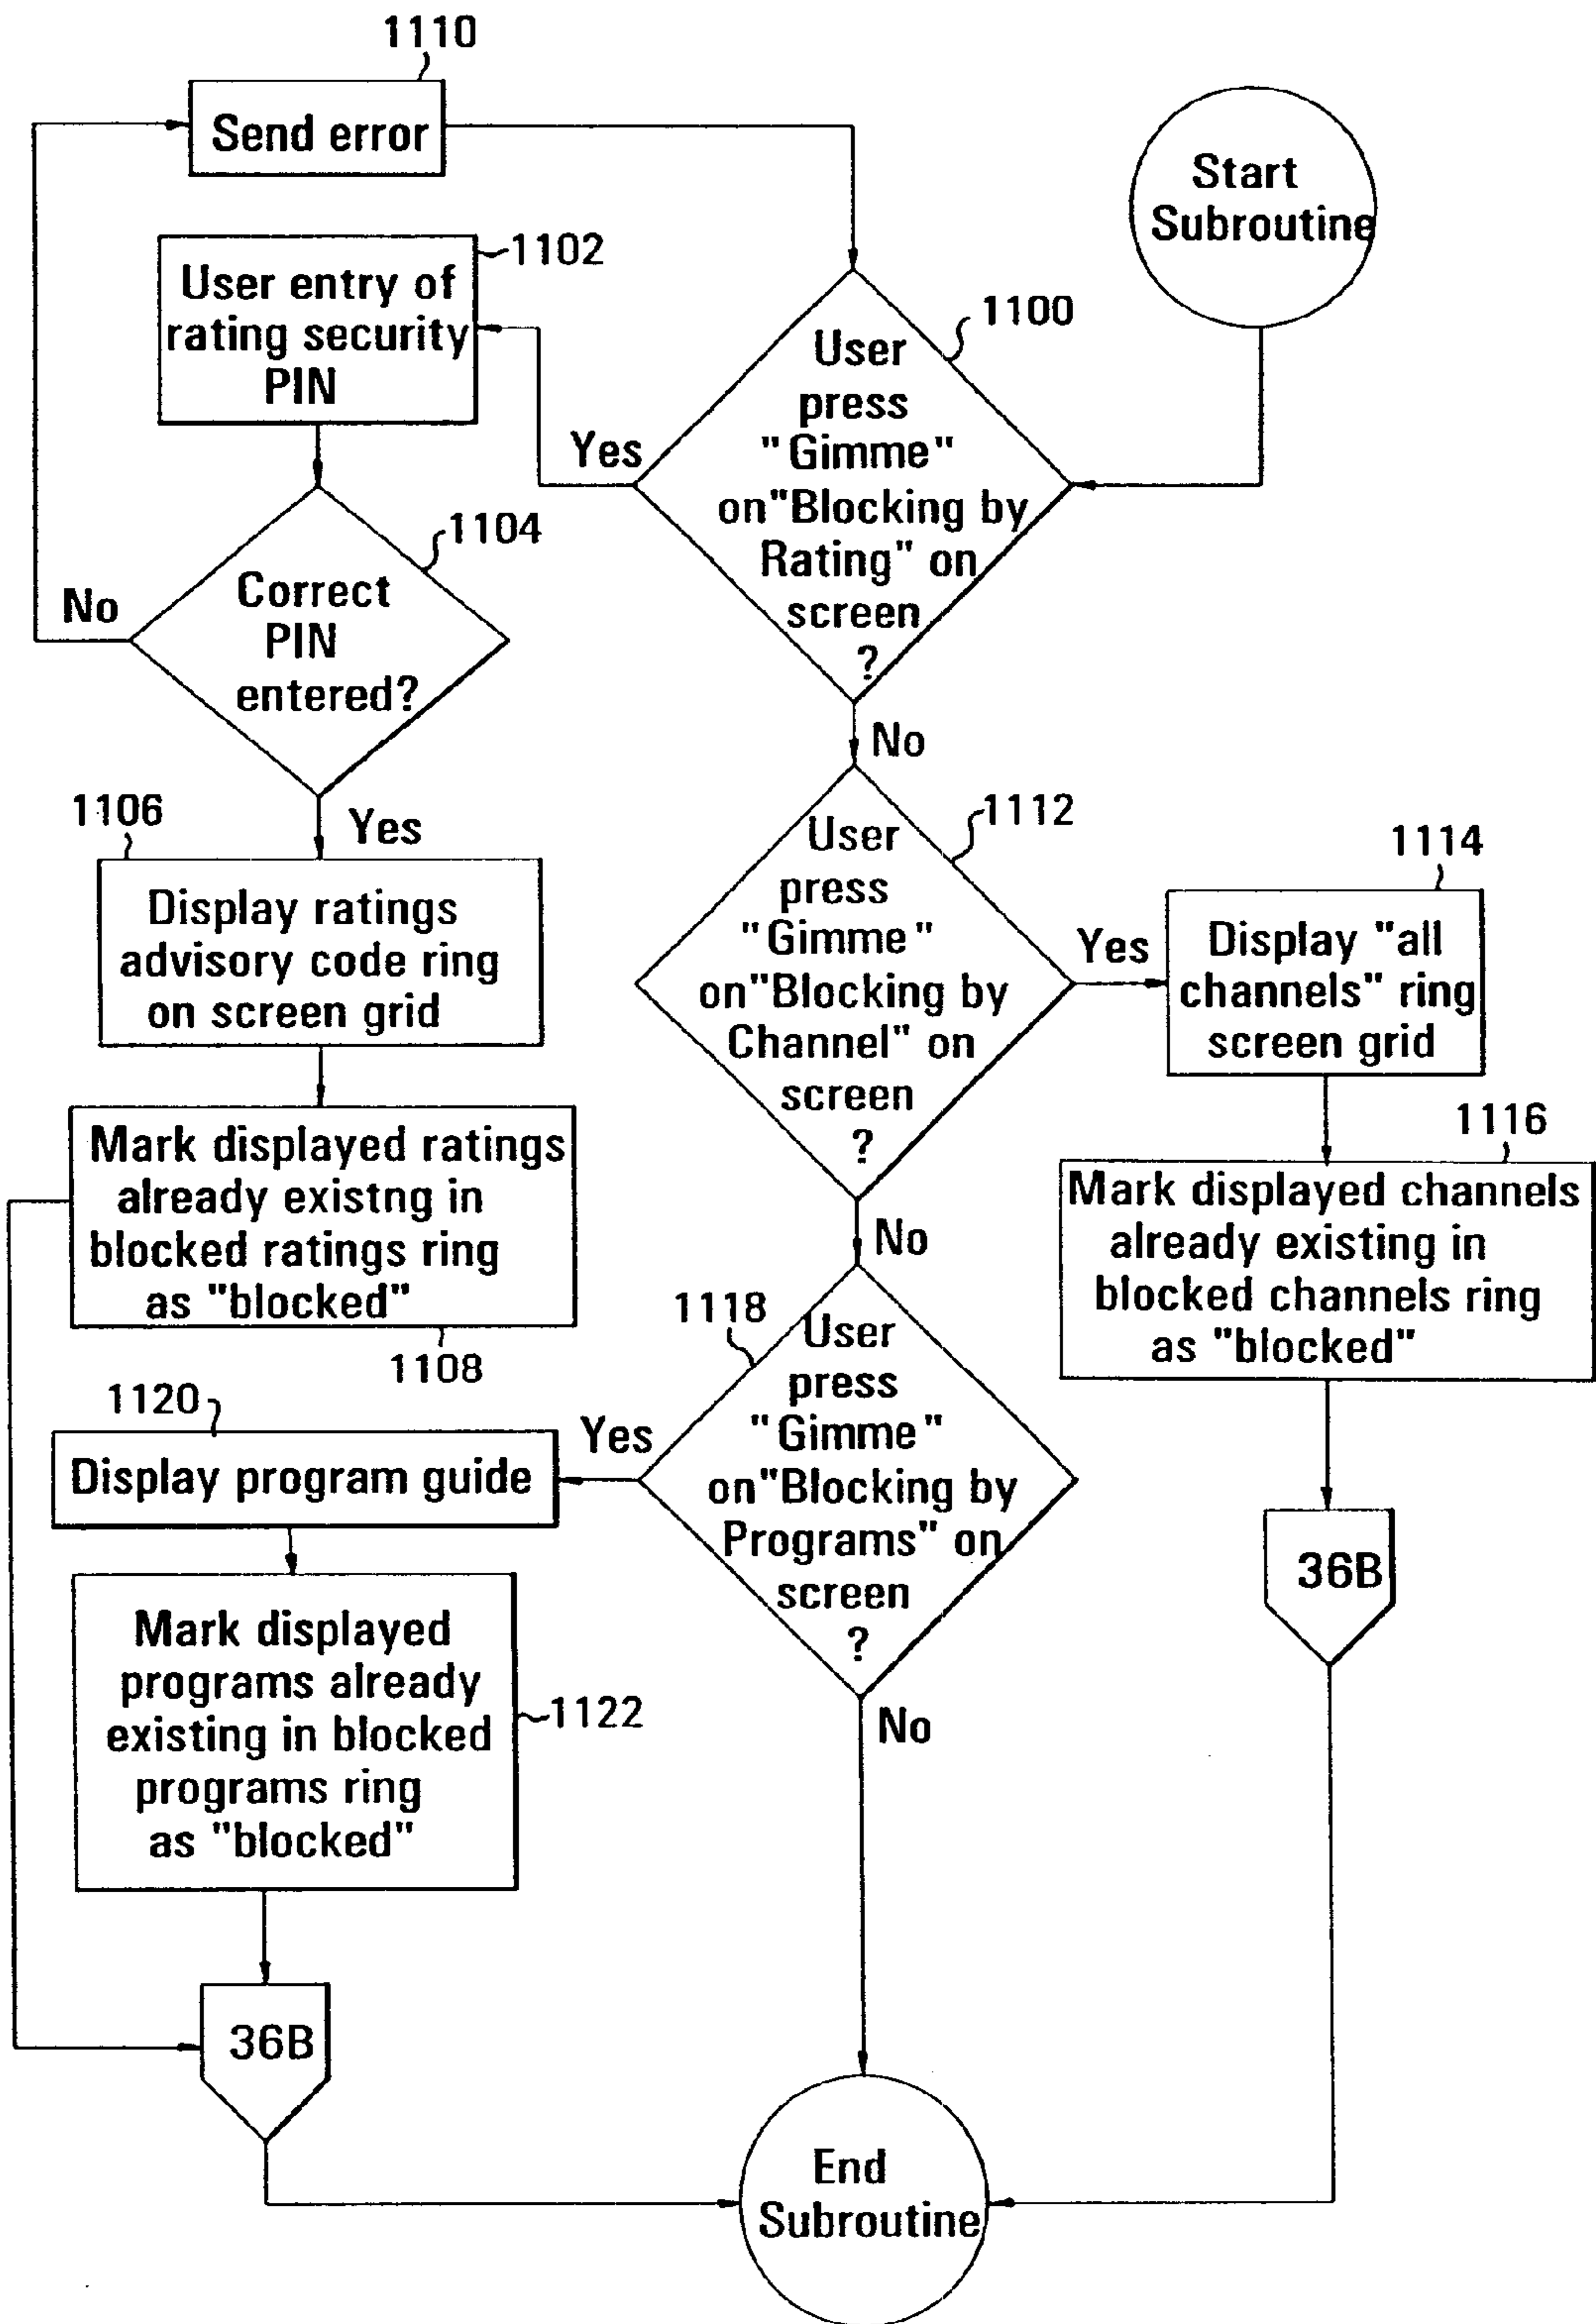 1110
Send error
Start
Subroutine
1102
User entry of
rating security
PIN
1100
User
press
"Gimme"
on"Blocking by
Rating" on
screen
?
Yes
No
1104
Correct
PIN
entered?
No
Yes
1106
Display ratings
advisory code ring
on screen grid
1112
User
press
"Gimme"
on"Blocking by
Channel" on
screen
?
Yes
No
1114
Display "all
channels" ring
screen grid
Mark displayed ratings
already existng in
blocked ratings ring
as "blocked"
1108
1116
Mark displayed channels
already existing in
blocked channels ring
as "blocked"
1118
User
press
"Gimme"
on"Blocking by
Programs" on
screen
?
Yes
No
1120
Display program guide
Mark displayed
programs already
existing in blocked
programs ring
as "blocked"
1122
36B
36B
End
Subroutine